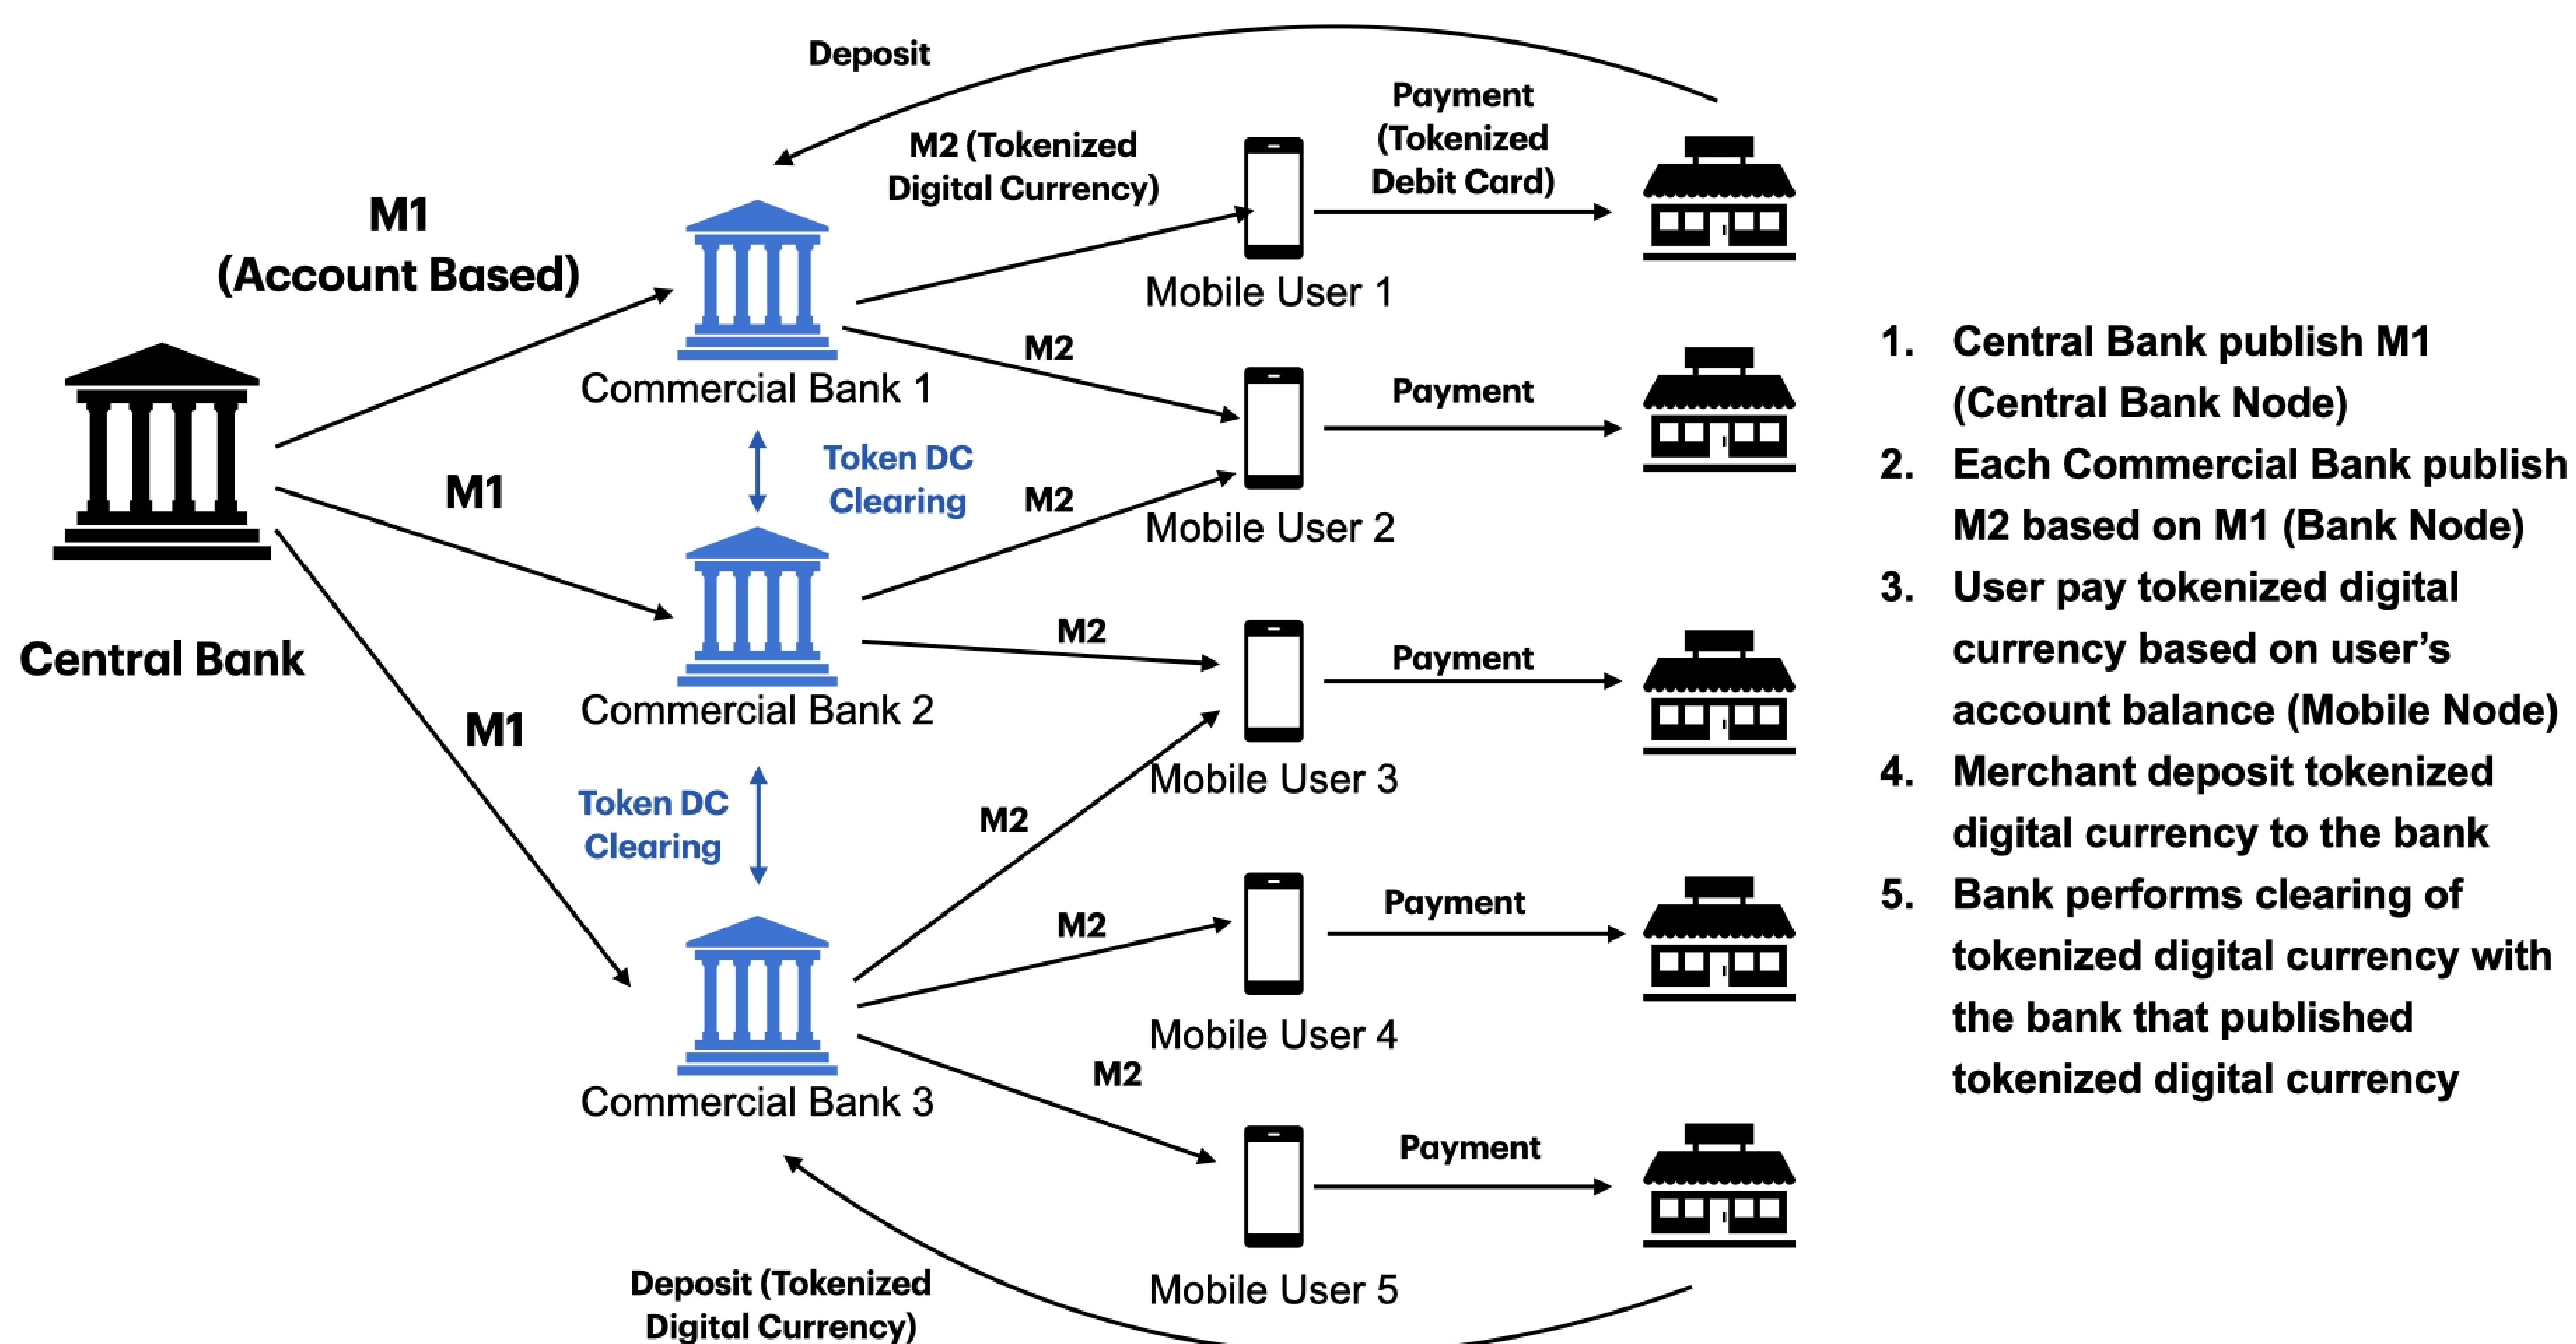 Deposit
Payment
(Tokenized
Debit Card)
M2 (Tokenized
Digital Currency)
M1
(Account Based)
Mobile User 1
Commercial Bank 1
M2
Payment
Token DC
Clearing
M1
M2
Mobile User 2
Central Bank
M2
Payment
Commercial Bank 2
M1
Mobile User 3
Token DC
Clearing
M2
M2
Payment
Mobile User 4
M2
Commercial Bank 3
Payment
Mobile User 5
Deposit (Tokenized
Digital Currency)
1. Central Bank publish M1
(Central Bank Node)
2. Each Commercial Bank publish
M2 based on M1 (Bank Node)
3. User pay tokenized digital
currency based on user’s
account balance (Mobile Node)
4. Merchant deposit tokenized
digital currency to the bank
5. Bank performs clearing of
tokenized digital currency with
the bank that published
tokenized digital currency